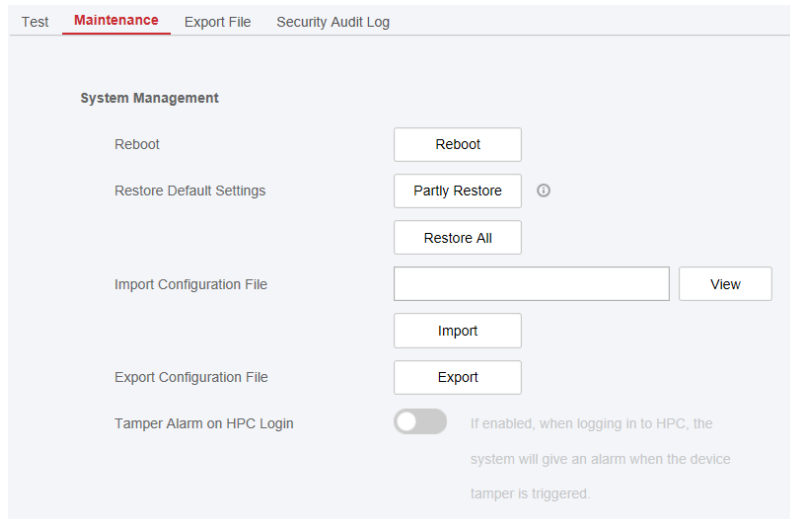 Test Maintenance Export File Security Audit Log
System Management
Reboot Reboot
Restore Default Settings Partly Restore
Restore All
Import Configuration File View
Import
Export Configuration File Export
Tamper Alarm on HPC Login If enabled, when logging in to HPC, the
system will give an alarm when the device
tamper is triggered.